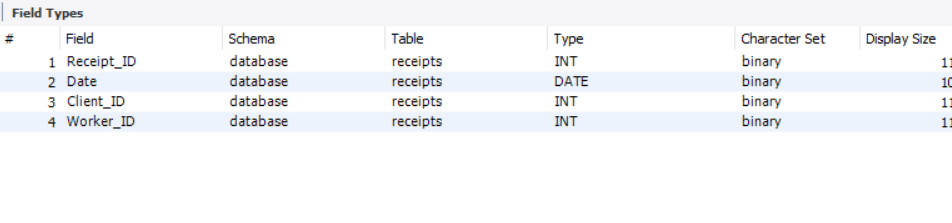 Field Types
# Field Schema Table Type Character Set Display Size
1 Receipt_ID database receipts INT binary 11
2 Date database receipts DATE binary 10
3 Client_ID database receipts INT binary 11
4 Worker_ID database receipts INT binary 11